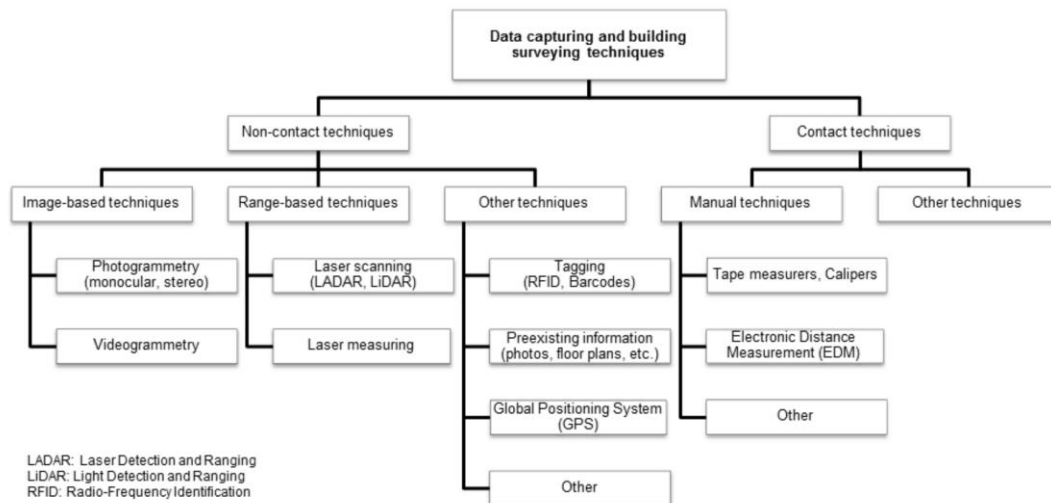 Data capturing and building
surveying techniques
Non-contact techniques
Contact techniques
Image-based techniques
Range-based techniques
Other techniques
Manual techniques
Other techniques
Photogrammetry
(monocular, stereo)
Laser scanning
(LADAR, LiDAR)
Tagging
(RFID, Barcodes)
Tape measurers, Calipers
Videogrammetry
Laser measuring
Preexisting information
(photos, floor plans, etc.)
Electronic Distance
Measurement (EDM)
Global Positioning System
(GPS)
Other
Other
LADAR: Laser Detection and Ranging
LiDAR: Light Detection and Ranging
RFID: Radio-Frequency Identification